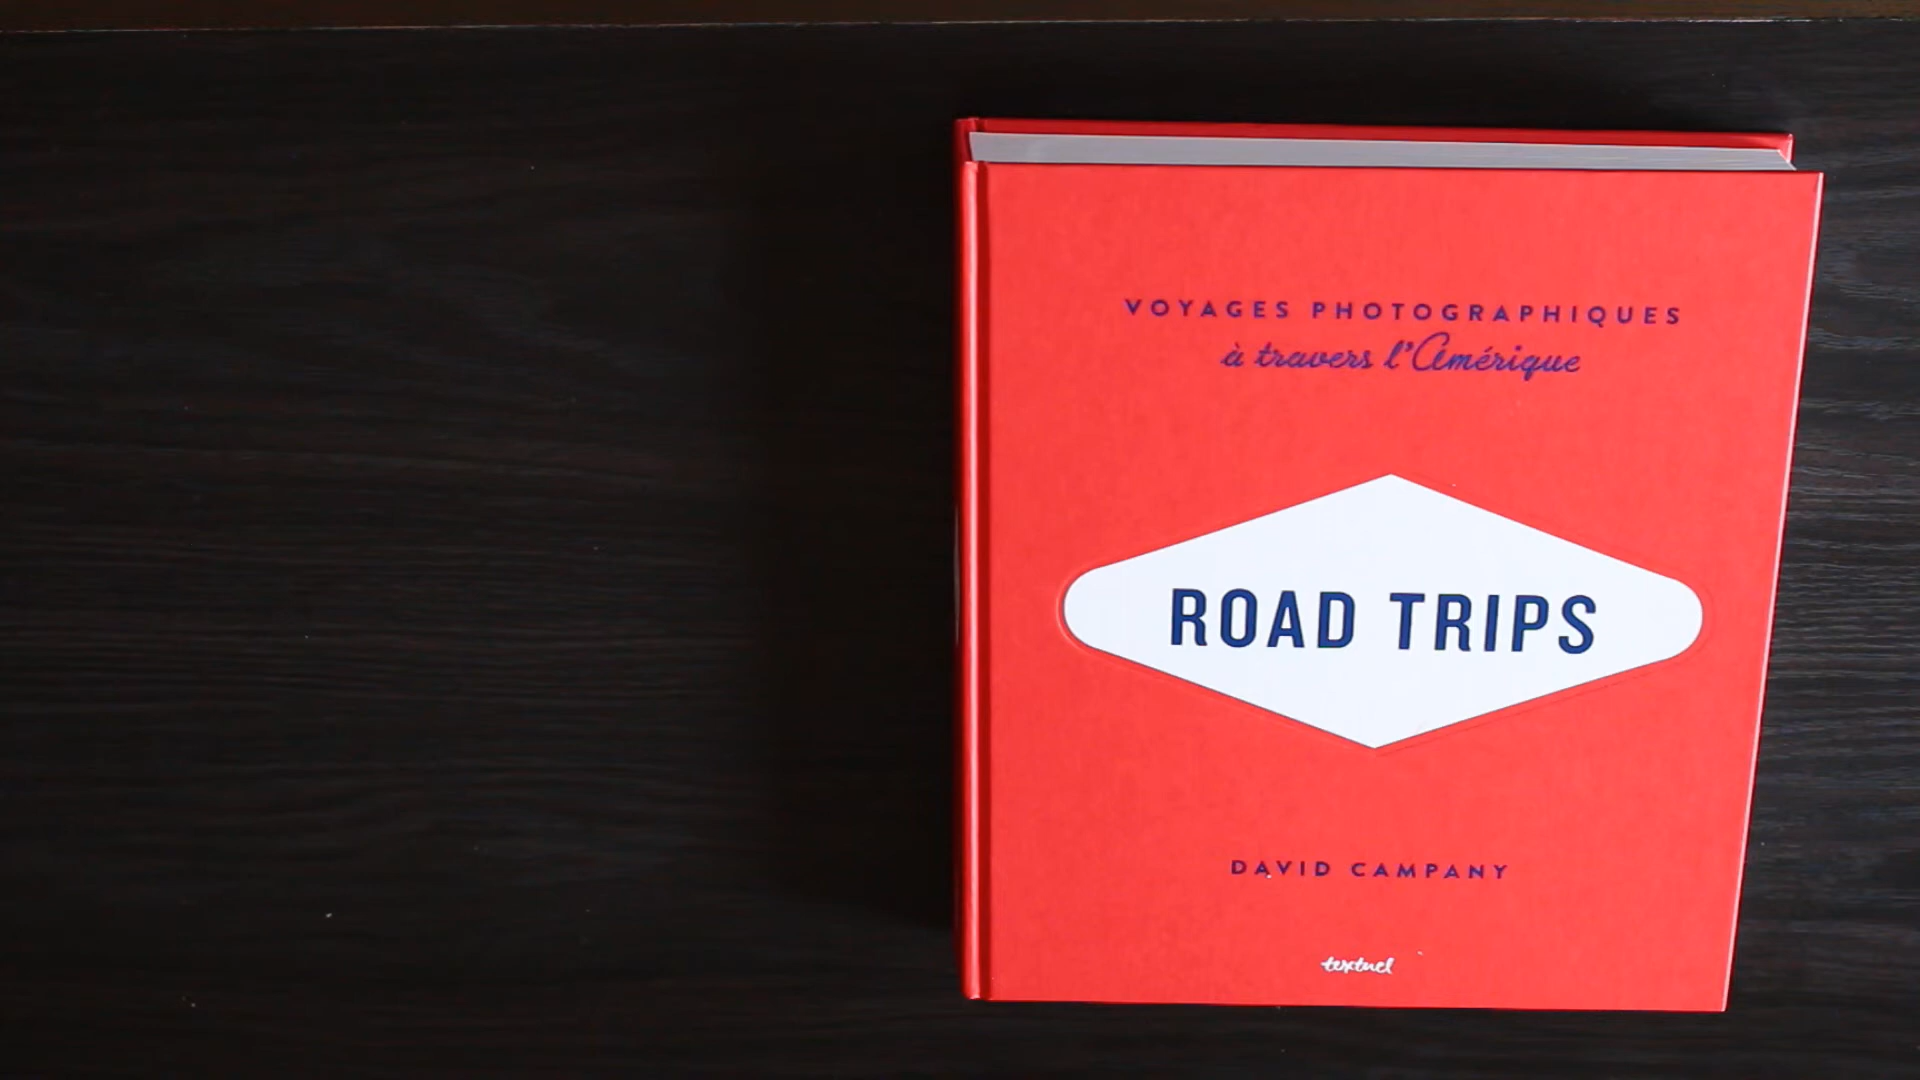 VOYAGES PHOTOGRAPHIQUES
à travers l'Amérique
ROAD TRIPS
DAVID CAMPANY
textuel